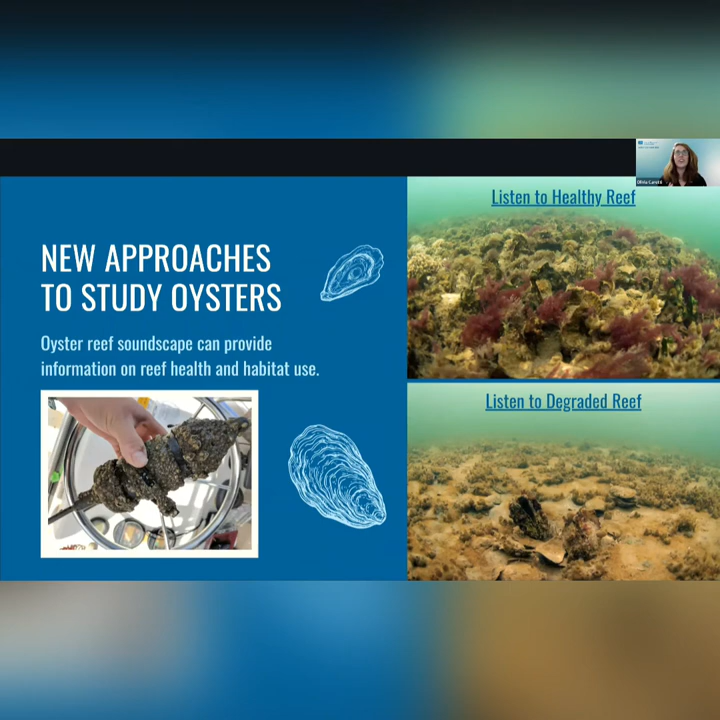 NEW APPROACHES
TO STUDY OYSTERS
Oyster reef soundscape can provide
information on reef health and habitat use.
Listen to Healthy Reef
Listen to Degraded Reef